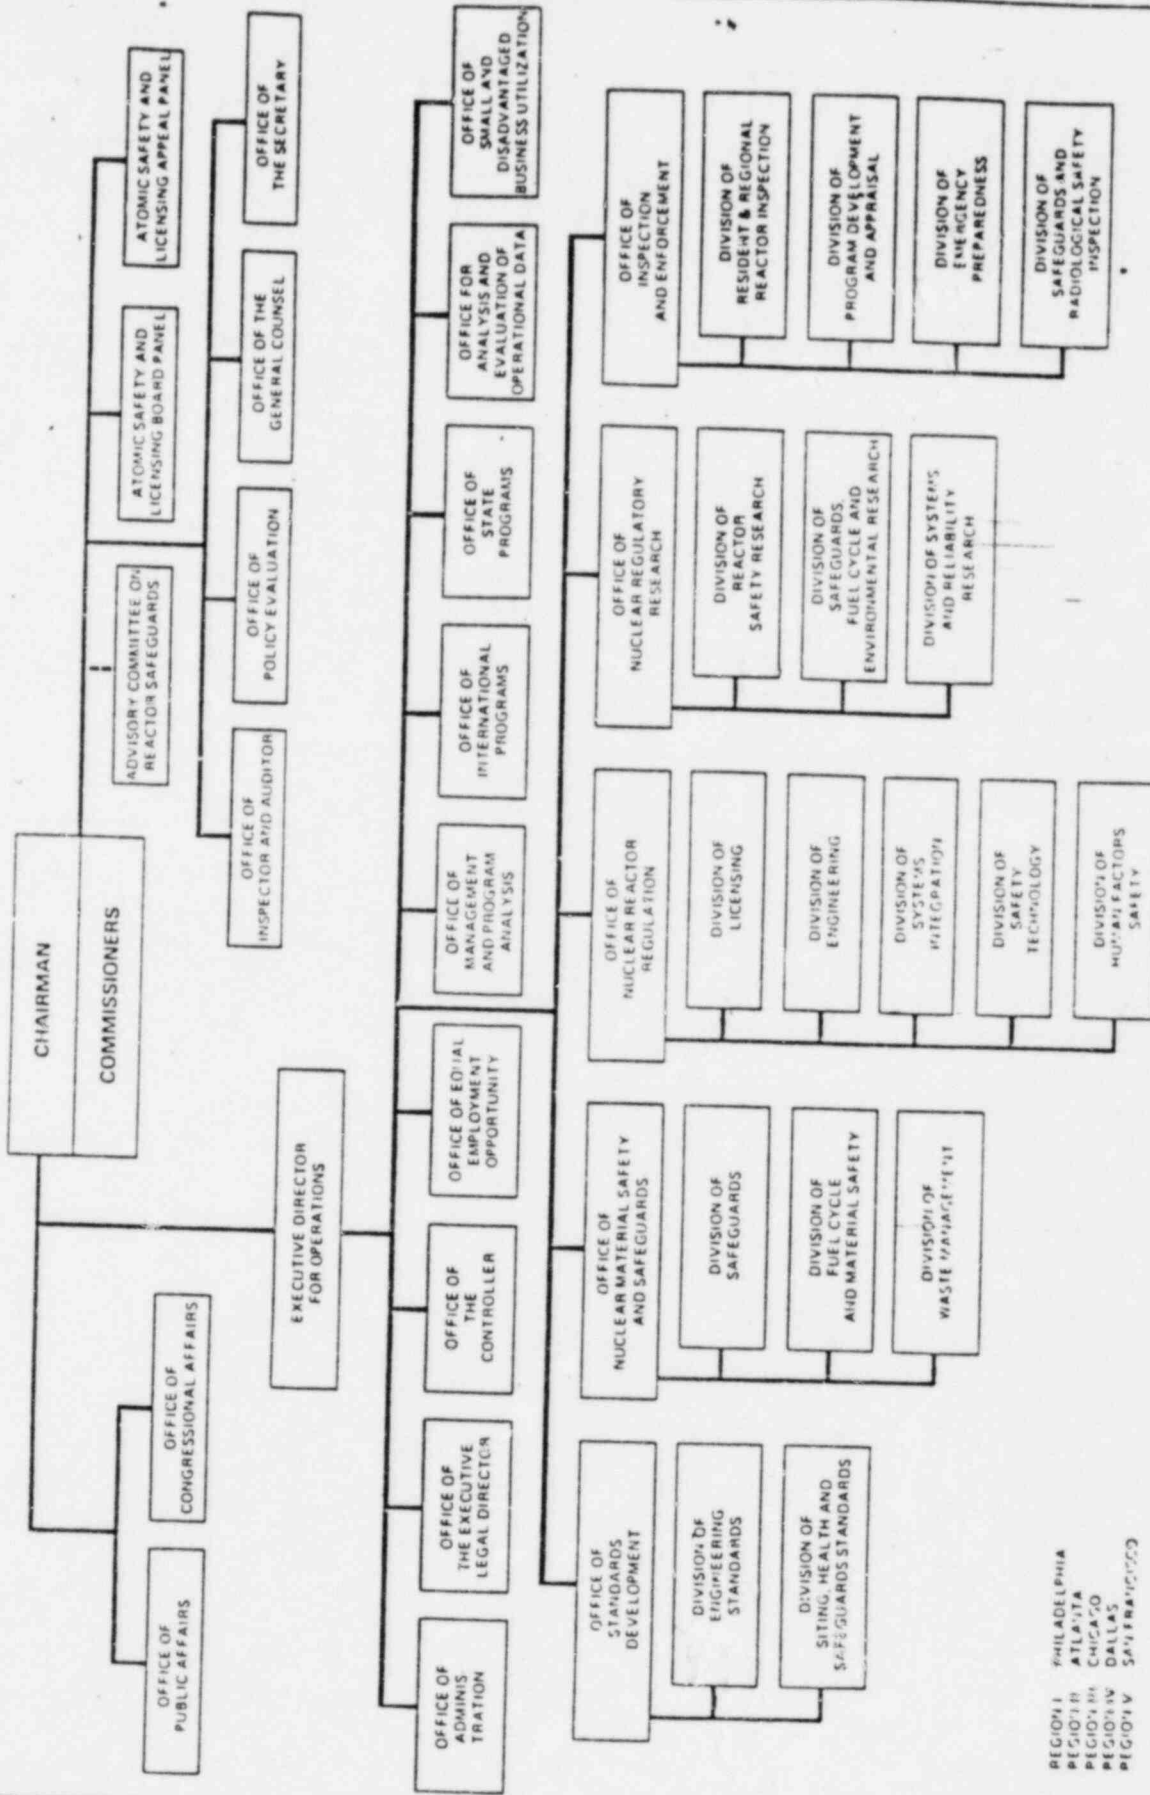 CHAIRMAN
COMMISSIONERS
OFFICE OF
PUBLIC AFFAIRS
OFFICE OF
CONGRESSIONAL AFFAIRS
ADVISORY COMMITTEE ON
REACTOR SAFEGUARDS
ATOMIC SAFETY AND
LICENSING BOARD PANEL
ATOMIC SAFETY AND
LICENSING APPEAL PANEL
OFFICE OF
INSPECTOR AND AUDITOR
OFFICE OF
POLICY EVALUATION
OFFICE OF THE
GENERAL COUNSEL
OFFICE OF
THE SECRETARY
EXECUTIVE DIRECTOR
FOR OPERATIONS
OFFICE OF
ADMINIS
TRATION
OFFICE OF
THE EXECUTIVE
LEGAL DIRECTOR
OFFICE OF
THE
CONTROLLER
OFFICE OF EQUAL
EMPLOYMENT
OPPORTUNITY
OFFICE OF
MANAGEMENT
AND PROGRAM
ANALYSIS
OFFICE OF
INTERNATIONAL
PROGRAMS
OFFICE OF
STATE
PROGRAMS
OFFICE FOR
ANALYSIS AND
EVALUATION OF
OPERATIONAL DATA
OFFICE OF
SMALL AND
DISADVANTAGED
BUSINESS UTILIZATION
OFFICE OF
STANDARDS
DEVELOPMENT
DIVISION OF
ENGINEERING
STANDARDS
DIVISION OF
SITING, HEALTH AND
SAFEGUARDS STANDARDS
OFFICE OF
NUCLEAR MATERIAL SAFETY
AND SAFEGUARDS
DIVISION OF
SAFEGUARDS
DIVISION OF
FUEL CYCLE
AND MATERIAL SAFETY
DIVISION OF
WASTE MANAGEMENT
OFFICE OF
NUCLEAR REACTOR
REGULATION
DIVISION OF
LICENSING
DIVISION OF
ENGINEERING
DIVISION OF
SYSTEMS
INTEGRATION
DIVISION OF
SAFETY
TECHNOLOGY
DIVISION OF
HUMAN FACTORS
SAFETY
OFFICE OF
NUCLEAR REGULATORY
RESEARCH
DIVISION OF
REACTOR
SAFETY RESEARCH
DIVISION OF
SAFEGUARDS,
FUEL CYCLE AND
ENVIRONMENTAL RESEARCH
DIVISION OF SYSTEMS
AND RELIABILITY
RESEARCH
OFFICE OF
INSPECTION
AND ENFORCEMENT
DIVISION OF
RESIDENT & REGIONAL
REACTOR INSPECTION
DIVISION OF
PROGRAM DEVELOPMENT
AND APPRAISAL
DIVISION OF
EMERGENCY
PREPAREDNESS
DIVISION OF
SAFEGUARDS AND
RADIOLOGICAL SAFETY
INSPECTION
REGION I PHILADELPHIA
REGION II ATLANTA
REGION III CHICAGO
REGION IV DALLAS
REGION V SAN FRANCISCO